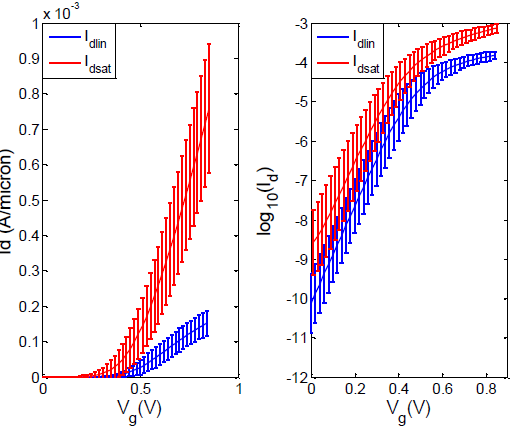 x 10⁻³
1
0.9
0.8
0.7
0.6
0.5
0.4
0.3
0.2
0.1
0
0 0.5 1
Id (A/micron)
V_g(V)
I_dlin
I_dsat
-3
-4
-5
-6
-7
-8
-9
-10
-11
-12
0 0.2 0.4 0.6 0.8
log₁₀(I_d)
V_g(V)
I_dlin
I_dsat